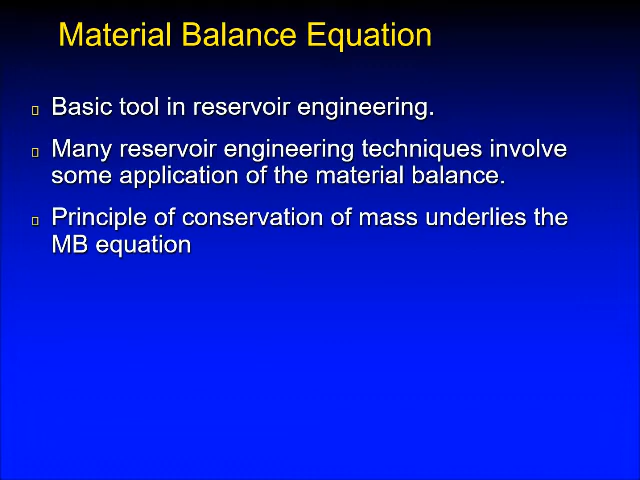 Material Balance Equation
Basic tool in reservoir engineering.
Many reservoir engineering techniques involve
some application of the material balance.
Principle of conservation of mass underlies the
MB equation